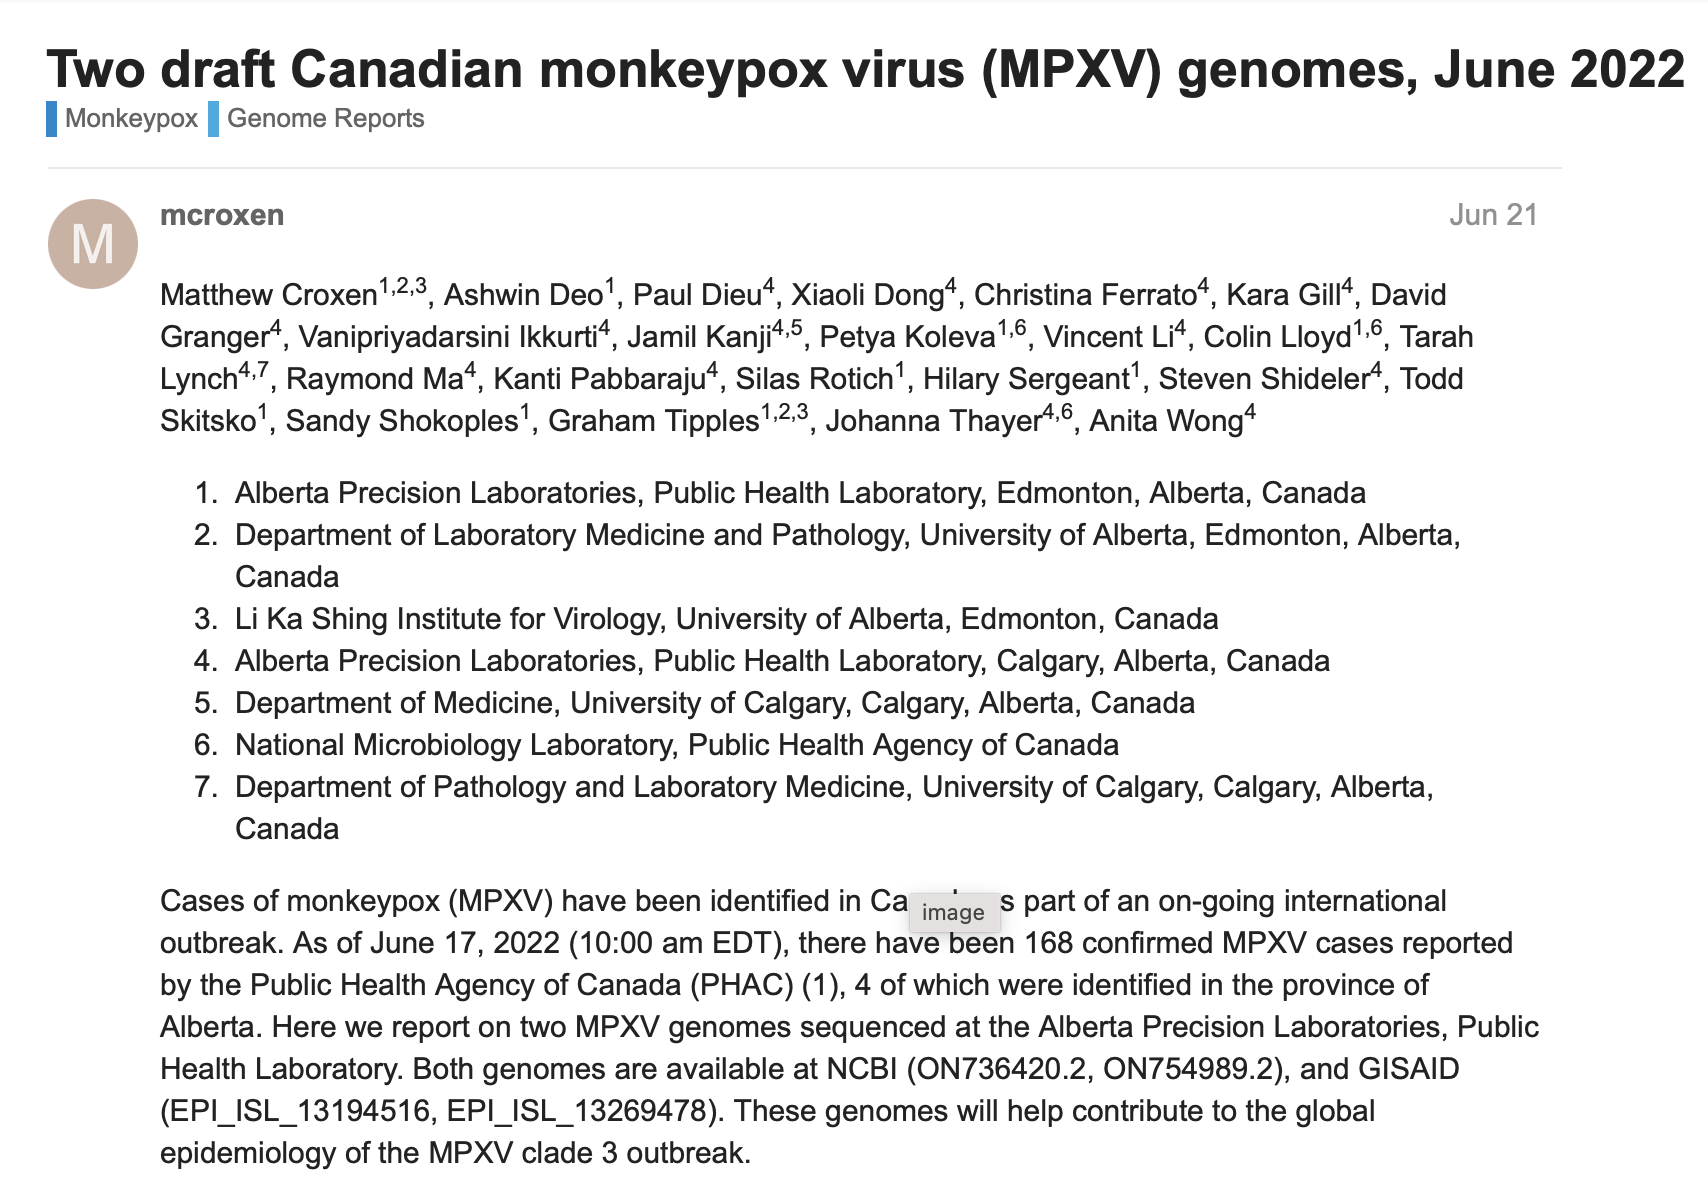 Two draft Canadian monkeypox virus (MPXV) genomes, June 2022
Monkeypox Genome Reports
M
mcroxen Jun 21
Matthew Croxen1,2,3, Ashwin Deo1, Paul Dieu4, Xiaoli Dong4, Christina Ferrato4, Kara Gill4, David
Granger4, Vanipriyadarsini Ikkurti4, Jamil Kanji4,5, Petya Koleva1,6, Vincent Li4, Colin Lloyd1,6, Tarah
Lynch4,7, Raymond Ma4, Kanti Pabbaraju4, Silas Rotich1, Hilary Sergeant1, Steven Shideler4, Todd
Skitsko1, Sandy Shokoples1, Graham Tipples1,2,3, Johanna Thayer4,6, Anita Wong4
1. Alberta Precision Laboratories, Public Health Laboratory, Edmonton, Alberta, Canada
2. Department of Laboratory Medicine and Pathology, University of Alberta, Edmonton, Alberta,
Canada
3. Li Ka Shing Institute for Virology, University of Alberta, Edmonton, Canada
4. Alberta Precision Laboratories, Public Health Laboratory, Calgary, Alberta, Canada
5. Department of Medicine, University of Calgary, Calgary, Alberta, Canada
6. National Microbiology Laboratory, Public Health Agency of Canada
7. Department of Pathology and Laboratory Medicine, University of Calgary, Calgary, Alberta,
Canada
Cases of monkeypox (MPXV) have been identified in part of an on-going international
image
outbreak. As of June 17, 2022 (10:00 am EDT), there have been 168 confirmed MPXV cases reported
by the Public Health Agency of Canada (PHAC) (1), 4 of which were identified in the province of
Alberta. Here we report on two MPXV genomes sequenced at the Alberta Precision Laboratories, Public
Health Laboratory. Both genomes are available at NCBI (ON736420.2, ON754989.2), and GISAID
(EPI_ISL_13194516, EPI_ISL_13269478). These genomes will help contribute to the global
epidemiology of the MPXV clade 3 outbreak.